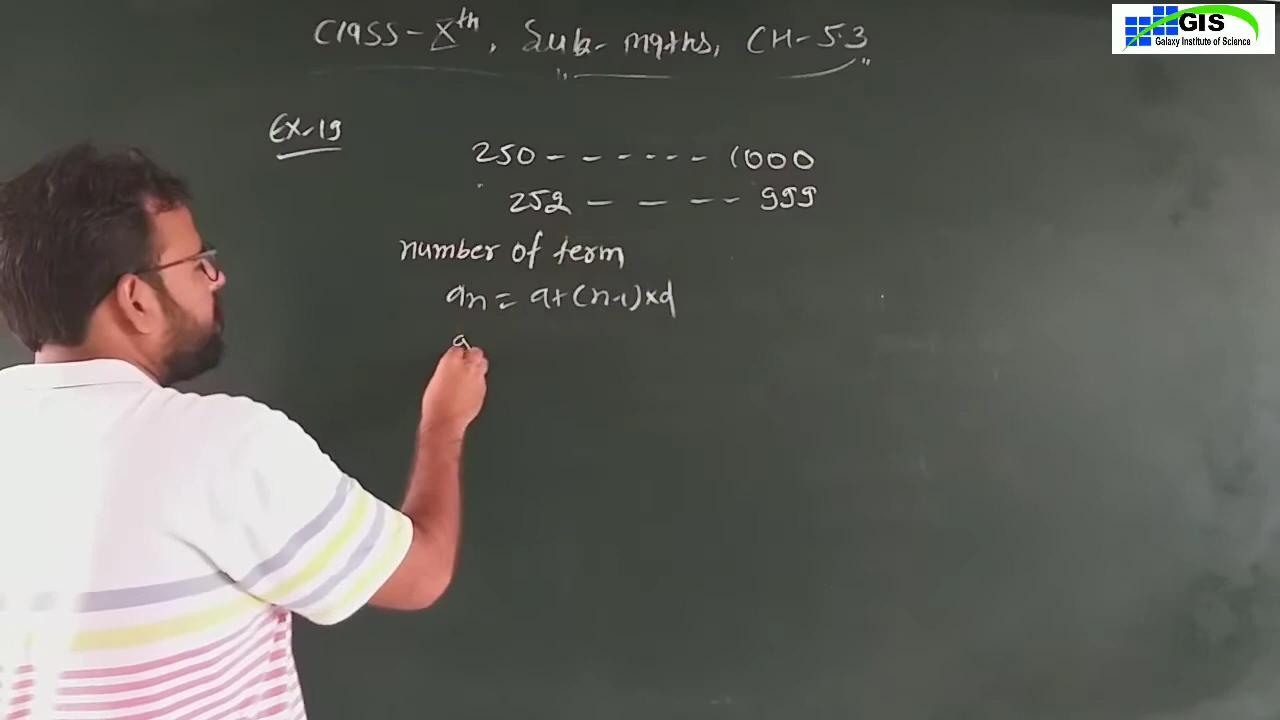 Class-Xth, Sub- maths, CH-5.3
GIS
Galaxy Institute of Science
EX-19
250 - - - - - - 1000
252 - - - - 999
number of term
an = a+(n-1)×d
9